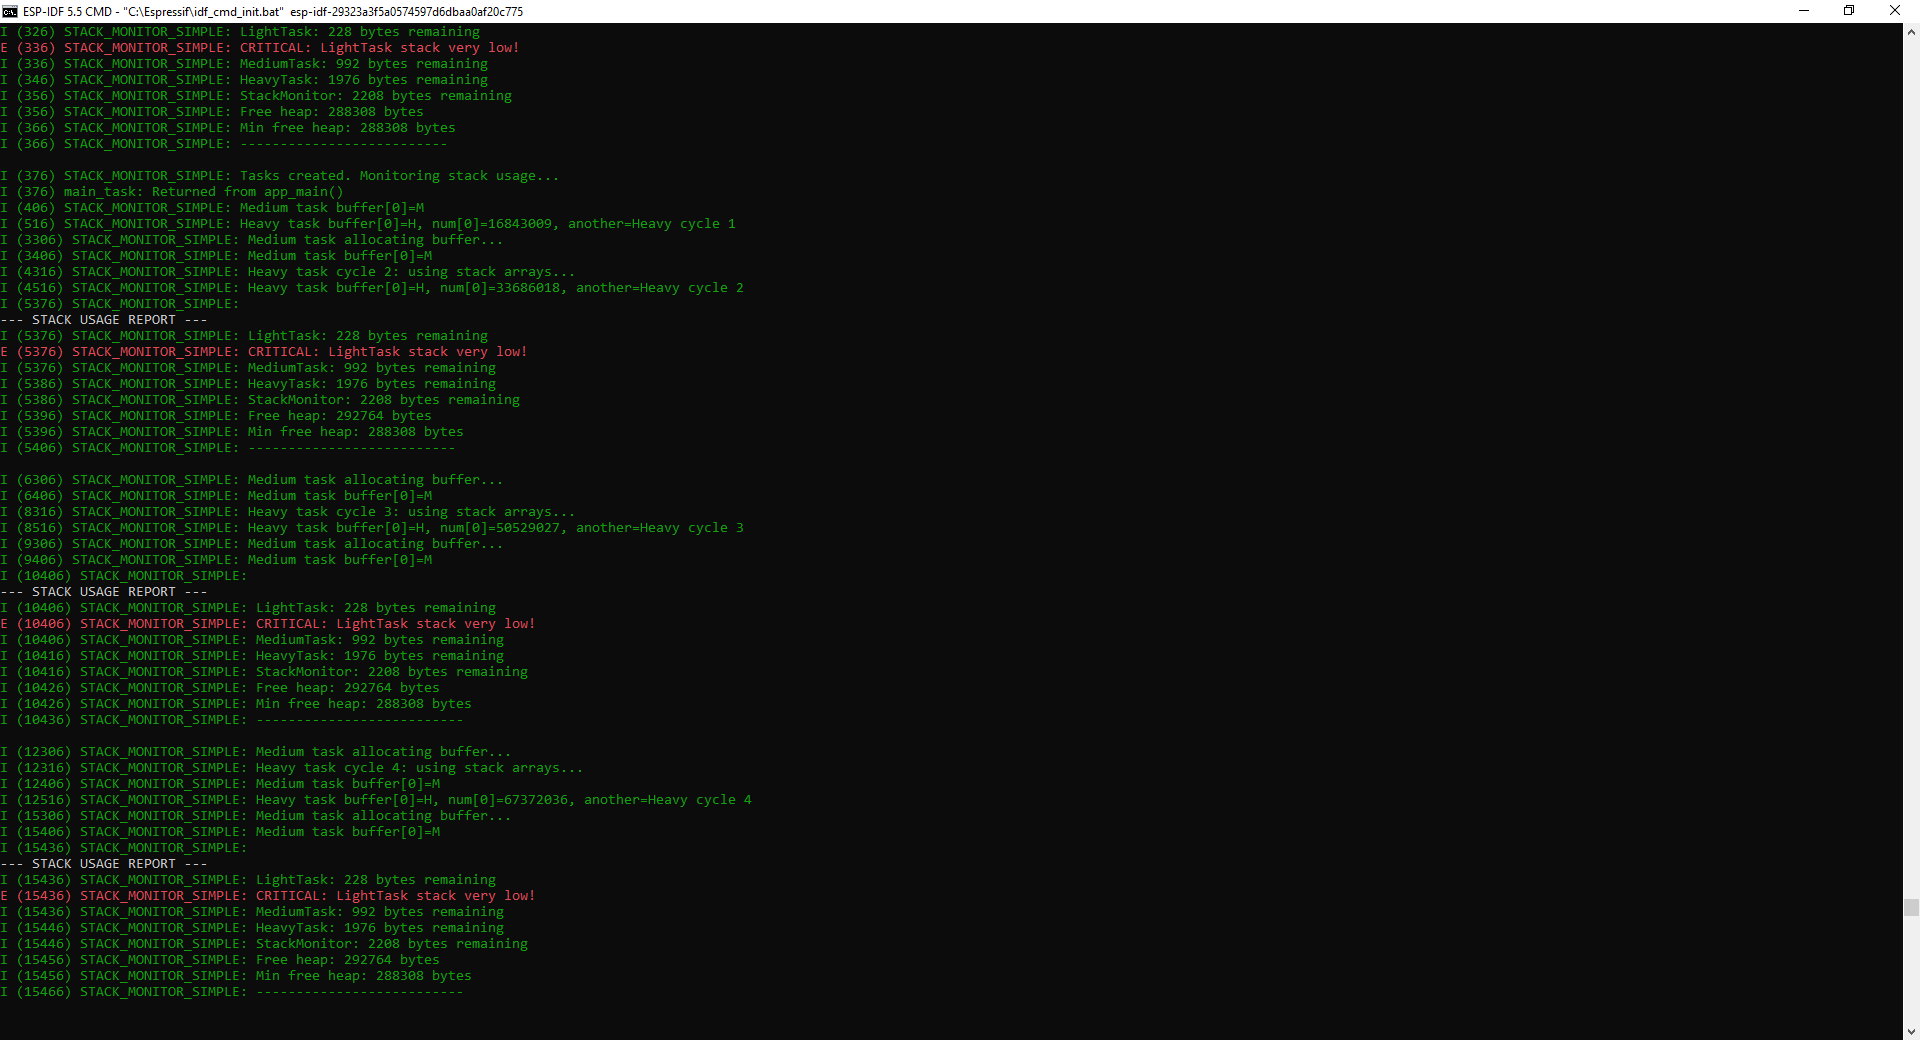 ESP-IDF 5.5 CMD - "C:\Espressif\idf_cmd_init.bat" esp-idf-29323a3f5a0574597d6dbaa0af20c775
I (326) STACK_MONITOR_SIMPLE: LightTask: 228 bytes remaining
E (336) STACK_MONITOR_SIMPLE: CRITICAL: LightTask stack very low!
I (336) STACK_MONITOR_SIMPLE: MediumTask: 992 bytes remaining
I (346) STACK_MONITOR_SIMPLE: HeavyTask: 1976 bytes remaining
I (356) STACK_MONITOR_SIMPLE: StackMonitor: 2208 bytes remaining
I (356) STACK_MONITOR_SIMPLE: Free heap: 288308 bytes
I (366) STACK_MONITOR_SIMPLE: Min free heap: 288308 bytes
I (366) STACK_MONITOR_SIMPLE: --------------------------
I (376) STACK_MONITOR_SIMPLE: Tasks created. Monitoring stack usage...
I (376) main_task: Returned from app_main()
I (406) STACK_MONITOR_SIMPLE: Medium task buffer[0]=M
I (516) STACK_MONITOR_SIMPLE: Heavy task buffer[0]=H, num[0]=16843009, another=Heavy cycle 1
I (3306) STACK_MONITOR_SIMPLE: Medium task allocating buffer...
I (3406) STACK_MONITOR_SIMPLE: Medium task buffer[0]=M
I (4316) STACK_MONITOR_SIMPLE: Heavy task cycle 2: using stack arrays...
I (4516) STACK_MONITOR_SIMPLE: Heavy task buffer[0]=H, num[0]=33686018, another=Heavy cycle 2
I (5376) STACK_MONITOR_SIMPLE:
--- STACK USAGE REPORT ---
I (5376) STACK_MONITOR_SIMPLE: LightTask: 228 bytes remaining
E (5376) STACK_MONITOR_SIMPLE: CRITICAL: LightTask stack very low!
I (5376) STACK_MONITOR_SIMPLE: MediumTask: 992 bytes remaining
I (5386) STACK_MONITOR_SIMPLE: HeavyTask: 1976 bytes remaining
I (5386) STACK_MONITOR_SIMPLE: StackMonitor: 2208 bytes remaining
I (5396) STACK_MONITOR_SIMPLE: Free heap: 292764 bytes
I (5396) STACK_MONITOR_SIMPLE: Min free heap: 288308 bytes
I (5406) STACK_MONITOR_SIMPLE: --------------------------
I (6306) STACK_MONITOR_SIMPLE: Medium task allocating buffer...
I (6406) STACK_MONITOR_SIMPLE: Medium task buffer[0]=M
I (8316) STACK_MONITOR_SIMPLE: Heavy task cycle 3: using stack arrays...
I (8516) STACK_MONITOR_SIMPLE: Heavy task buffer[0]=H, num[0]=50529027, another=Heavy cycle 3
I (9306) STACK_MONITOR_SIMPLE: Medium task allocating buffer...
I (9406) STACK_MONITOR_SIMPLE: Medium task buffer[0]=M
I (10406) STACK_MONITOR_SIMPLE:
--- STACK USAGE REPORT ---
I (10406) STACK_MONITOR_SIMPLE: LightTask: 228 bytes remaining
E (10406) STACK_MONITOR_SIMPLE: CRITICAL: LightTask stack very low!
I (10406) STACK_MONITOR_SIMPLE: MediumTask: 992 bytes remaining
I (10416) STACK_MONITOR_SIMPLE: HeavyTask: 1976 bytes remaining
I (10416) STACK_MONITOR_SIMPLE: StackMonitor: 2208 bytes remaining
I (10426) STACK_MONITOR_SIMPLE: Free heap: 292764 bytes
I (10426) STACK_MONITOR_SIMPLE: Min free heap: 288308 bytes
I (10436) STACK_MONITOR_SIMPLE: --------------------------
I (12306) STACK_MONITOR_SIMPLE: Medium task allocating buffer...
I (12316) STACK_MONITOR_SIMPLE: Heavy task cycle 4: using stack arrays...
I (12406) STACK_MONITOR_SIMPLE: Medium task buffer[0]=M
I (12516) STACK_MONITOR_SIMPLE: Heavy task buffer[0]=H, num[0]=67372036, another=Heavy cycle 4
I (15306) STACK_MONITOR_SIMPLE: Medium task allocating buffer...
I (15406) STACK_MONITOR_SIMPLE: Medium task buffer[0]=M
I (15436) STACK_MONITOR_SIMPLE:
--- STACK USAGE REPORT ---
I (15436) STACK_MONITOR_SIMPLE: LightTask: 228 bytes remaining
E (15436) STACK_MONITOR_SIMPLE: CRITICAL: LightTask stack very low!
I (15436) STACK_MONITOR_SIMPLE: MediumTask: 992 bytes remaining
I (15446) STACK_MONITOR_SIMPLE: HeavyTask: 1976 bytes remaining
I (15446) STACK_MONITOR_SIMPLE: StackMonitor: 2208 bytes remaining
I (15456) STACK_MONITOR_SIMPLE: Free heap: 292764 bytes
I (15456) STACK_MONITOR_SIMPLE: Min free heap: 288308 bytes
I (15466) STACK_MONITOR_SIMPLE: --------------------------